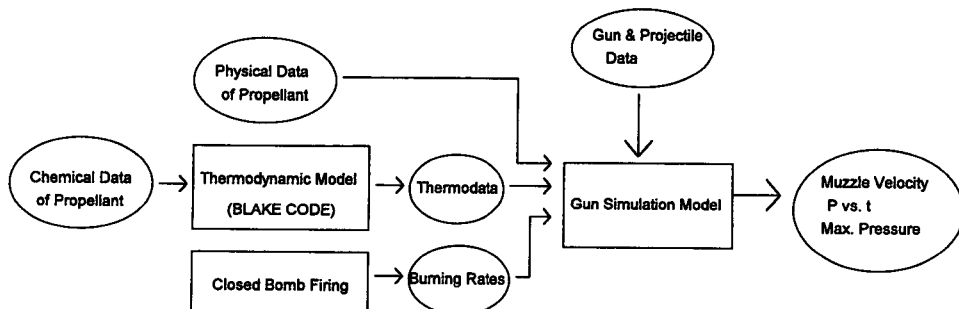 Gun & Projectile
Data
Physical Data
of Propellant
Chemical Data
of Propellant
Thermodynamic Model
(BLAKE CODE)
Thermodata
Gun Simulation Model
Muzzle Velocity
P vs. t
Max. Pressure
Closed Bomb Firing
Burning Rates